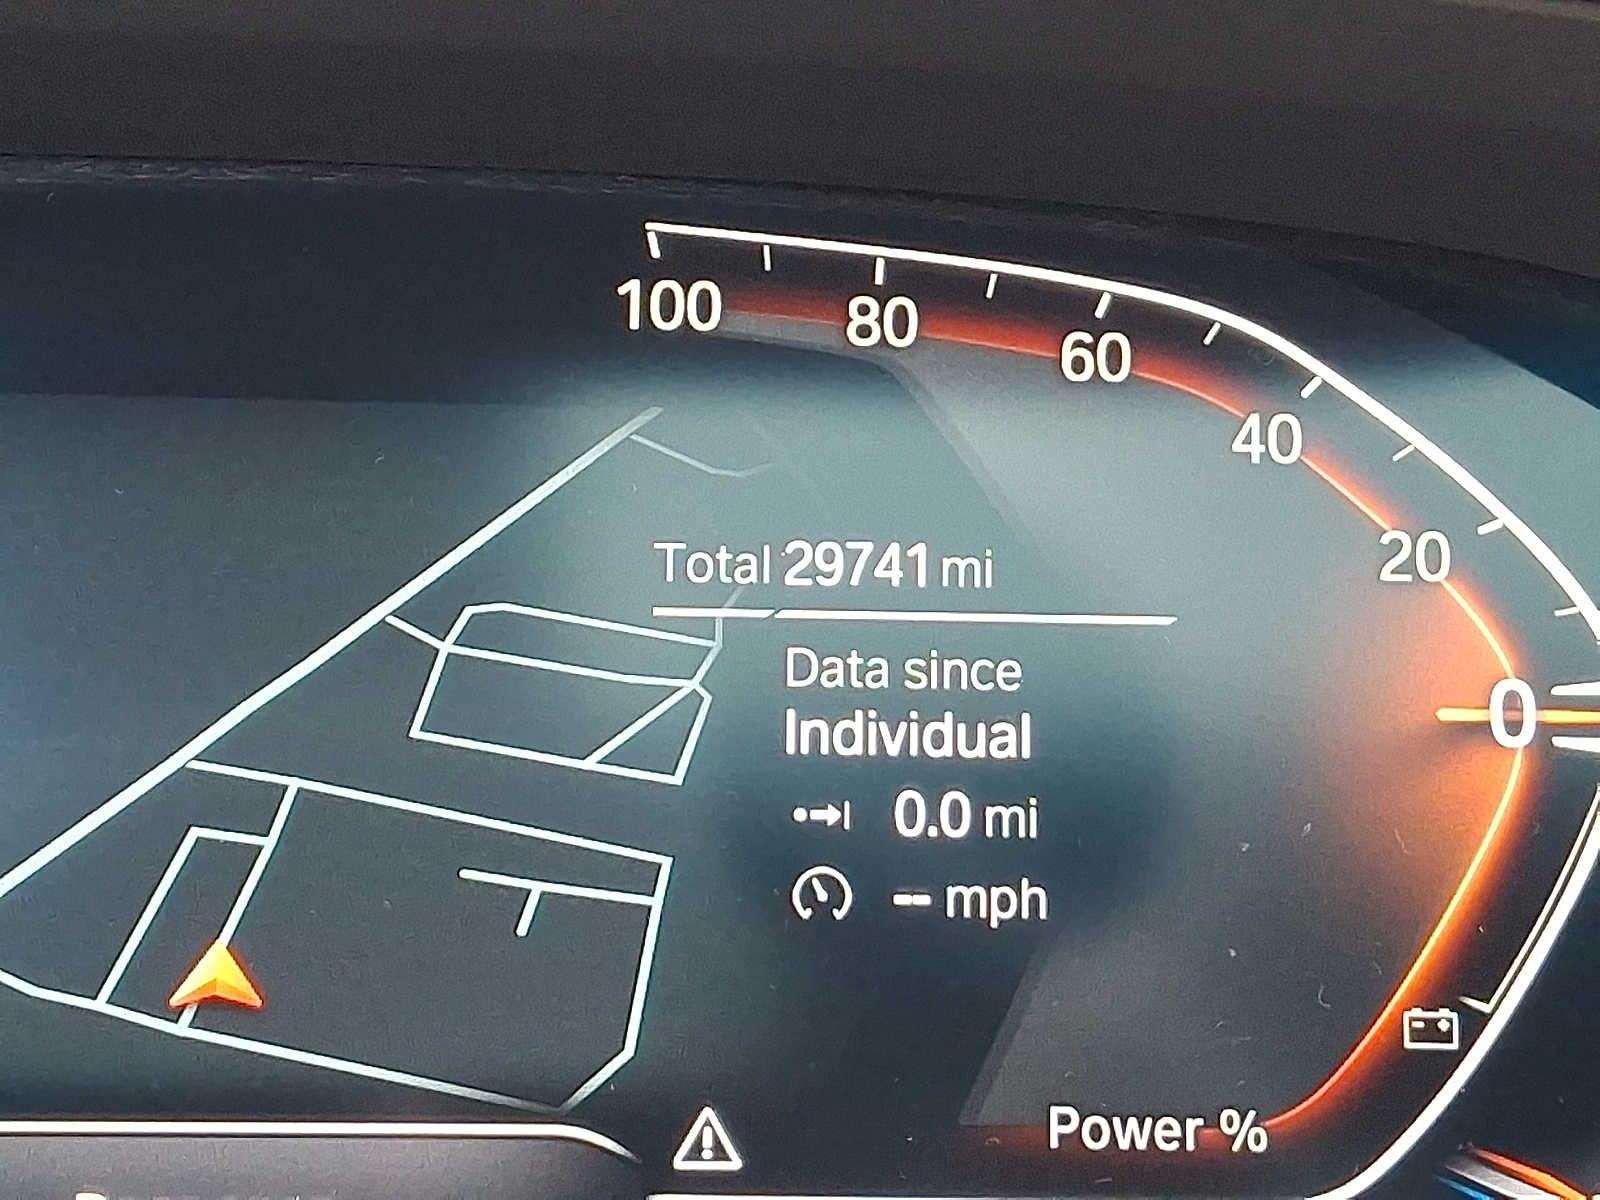 100
80
60
40
20
0
Total 29741 mi
Data since
Individual
0.0 mi
-- mph
Power %